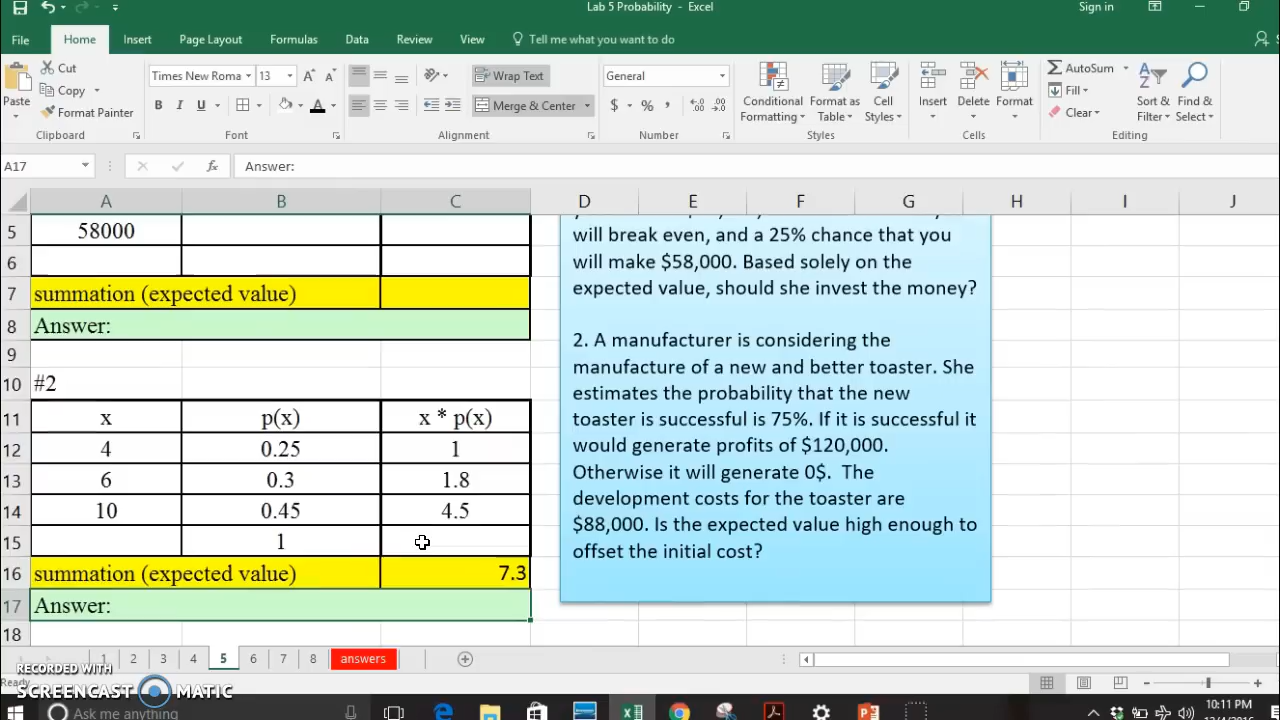 Lab 5 Probability - Excel
Sign in
File Home Insert Page Layout Formulas Data Review View Tell me what you want to do
Paste
Cut
Copy
Format Painter
Clipboard
Times New Roma 13
B I U
Font
Wrap Text
Merge & Center
Alignment
General
$ % ,
Number
Conditional Formatting
Format as Table
Cell Styles
Styles
Insert Delete Format
Cells
AutoSum
Fill
Clear
Sort & Filter
Find & Select
Editing
A17 fx Answer:
A B C D E F G H I J
5 58000
6
7 summation (expected value)
8 Answer:
9
10 #2
11 x p(x) x * p(x)
12 4 0.25 1
13 6 0.3 1.8
14 10 0.45 4.5
15 1
16 summation (expected value) 7.3
17 Answer:
18
will break even, and a 25% chance that you
will make $58,000. Based solely on the
expected value, should she invest the money?
2. A manufacturer is considering the
manufacture of a new and better toaster. She
estimates the probability that the new
toaster is successful is 75%. If it is successful it
would generate profits of $120,000.
Otherwise it will generate 0$. The
development costs for the toaster are
$88,000. Is the expected value high enough to
offset the initial cost?
1 2 3 4 5 6 7 8 answers
RECORDED WITH
SCREENCAST MATIC
Ready
Ask me anything
10:11 PM